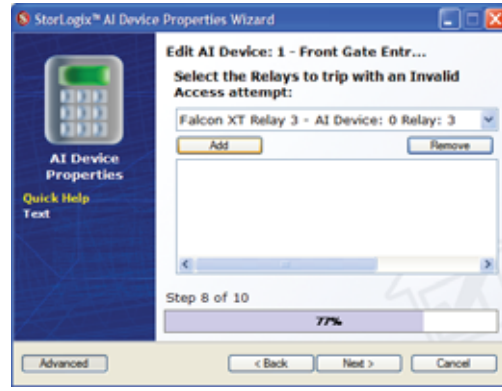 StorLogix™ AI Device Properties Wizard
Edit AI Device: 1 - Front Gate Entr...
Select the Relays to trip with an Invalid
Access attempt:
Falcon XT Relay 3 - AI Device: 0 Relay: 3
Add
Remove
AI Device
Properties
Quick Help
Text
Step 8 of 10
77%
Advanced
< Back
Next >
Cancel